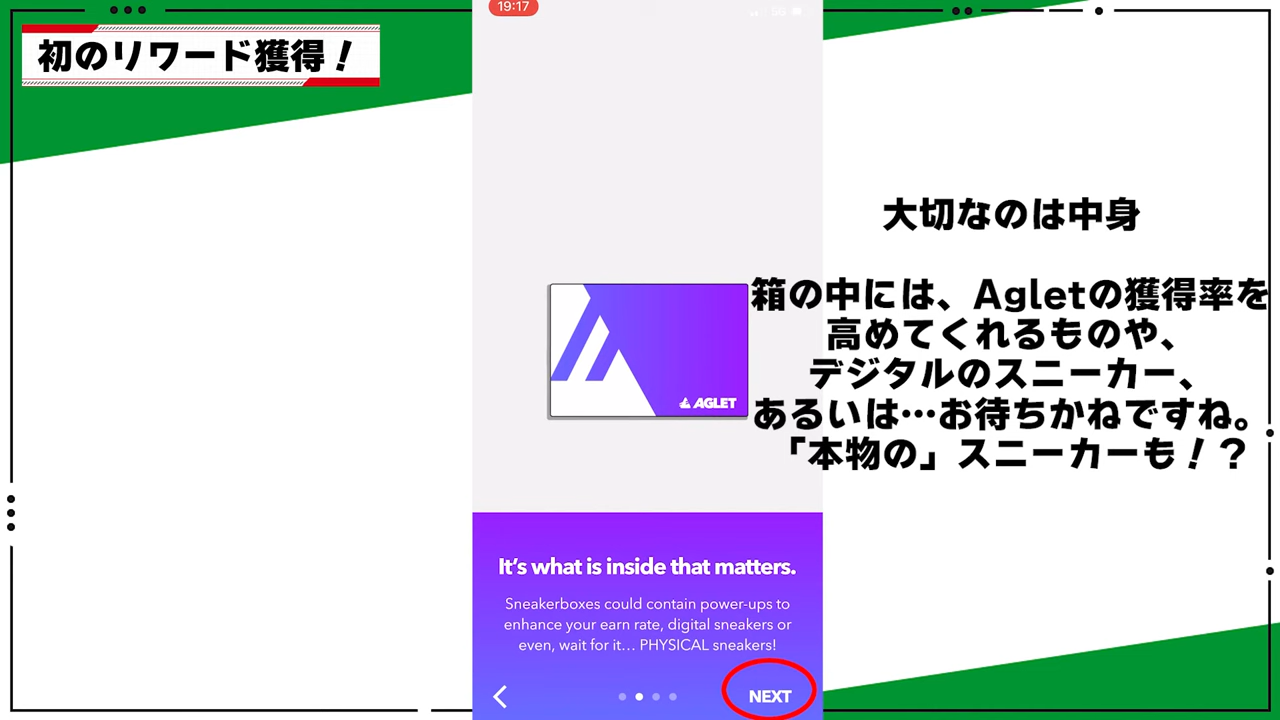 初のリワード獲得！
19:17
5G
大切なのは中身
箱の中には、Agletの獲得率を
高めてくれるものや、
デジタルのスニーカー、
あるいは…お待ちかねですね。
「本物の」スニーカーも！？
AGLET
It's what is inside that matters.
Sneakerboxes could contain power-ups to
enhance your earn rate, digital sneakers or
even, wait for it... PHYSICAL sneakers!
NEXT